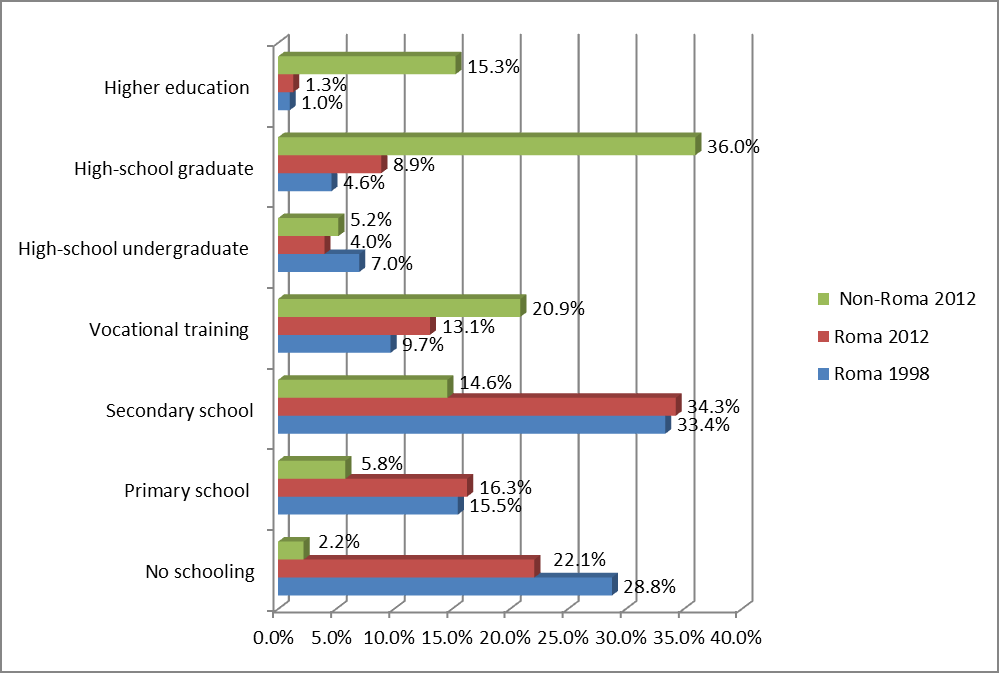 Higher education
15.3%
1.3%
1.0%
High-school graduate
36.0%
8.9%
4.6%
High-school undergraduate
5.2%
4.0%
7.0%
Vocational training
20.9%
13.1%
9.7%
Secondary school
14.6%
34.3%
33.4%
Primary school
5.8%
16.3%
15.5%
No schooling
2.2%
22.1%
28.8%
0.0% 5.0% 10.0% 15.0% 20.0% 25.0% 30.0% 35.0% 40.0%
Non-Roma 2012
Roma 2012
Roma 1998